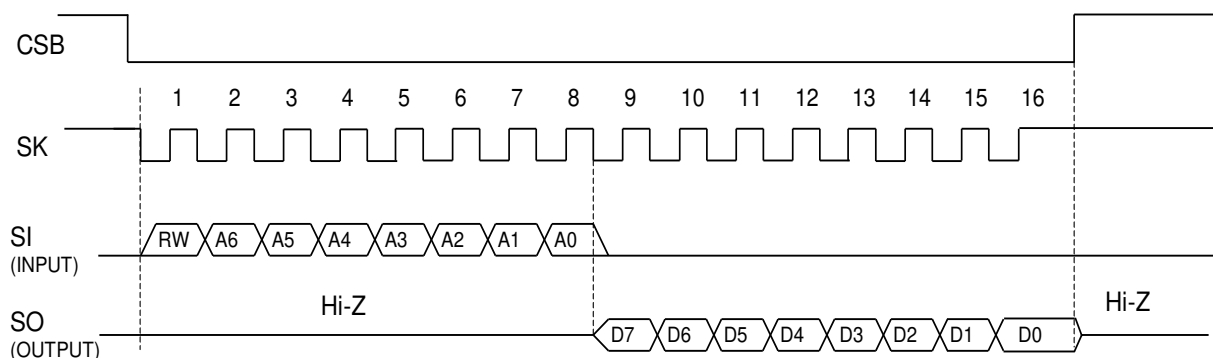 CSB
1 2 3 4 5 6 7 8 9 10 11 12 13 14 15 16
SK
SI
(INPUT)
RW A6 A5 A4 A3 A2 A1 A0
Hi-Z
Hi-Z
SO
(OUTPUT)
D7 D6 D5 D4 D3 D2 D1 D0